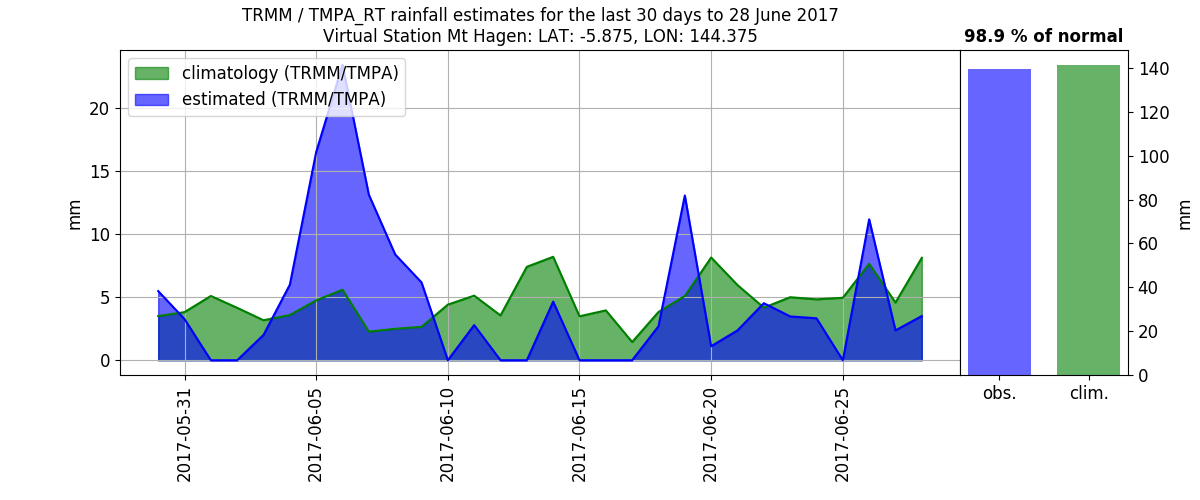 TRMM / TMPA_RT rainfall estimates for the last 30 days to 28 June 2017
Virtual Station Mt Hagen: LAT: -5.875, LON: 144.375
98.9 % of normal
climatology (TRMM/TMPA)
estimated (TRMM/TMPA)
mm
20
15
10
5
0
2017-05-31
2017-06-05
2017-06-10
2017-06-15
2017-06-20
2017-06-25
obs.
clim.
140
120
100
80
60
40
20
0
mm